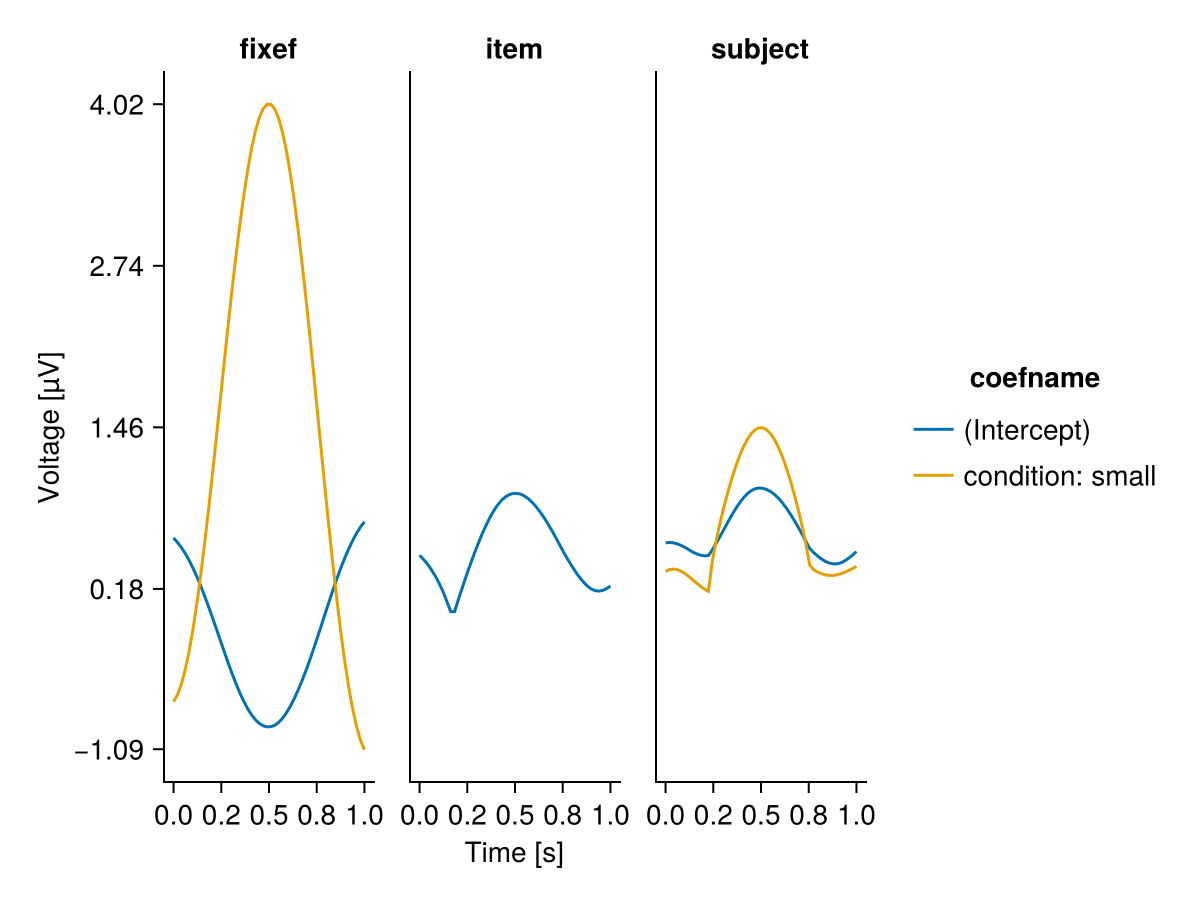 fixef item subject
4.02
2.74
1.46
0.18
−1.09
Voltage [µV]
0.0 0.2 0.5 0.8 1.0 0.0 0.2 0.5 0.8 1.0 0.0 0.2 0.5 0.8 1.0
Time [s]
coefname
(Intercept)
condition: small